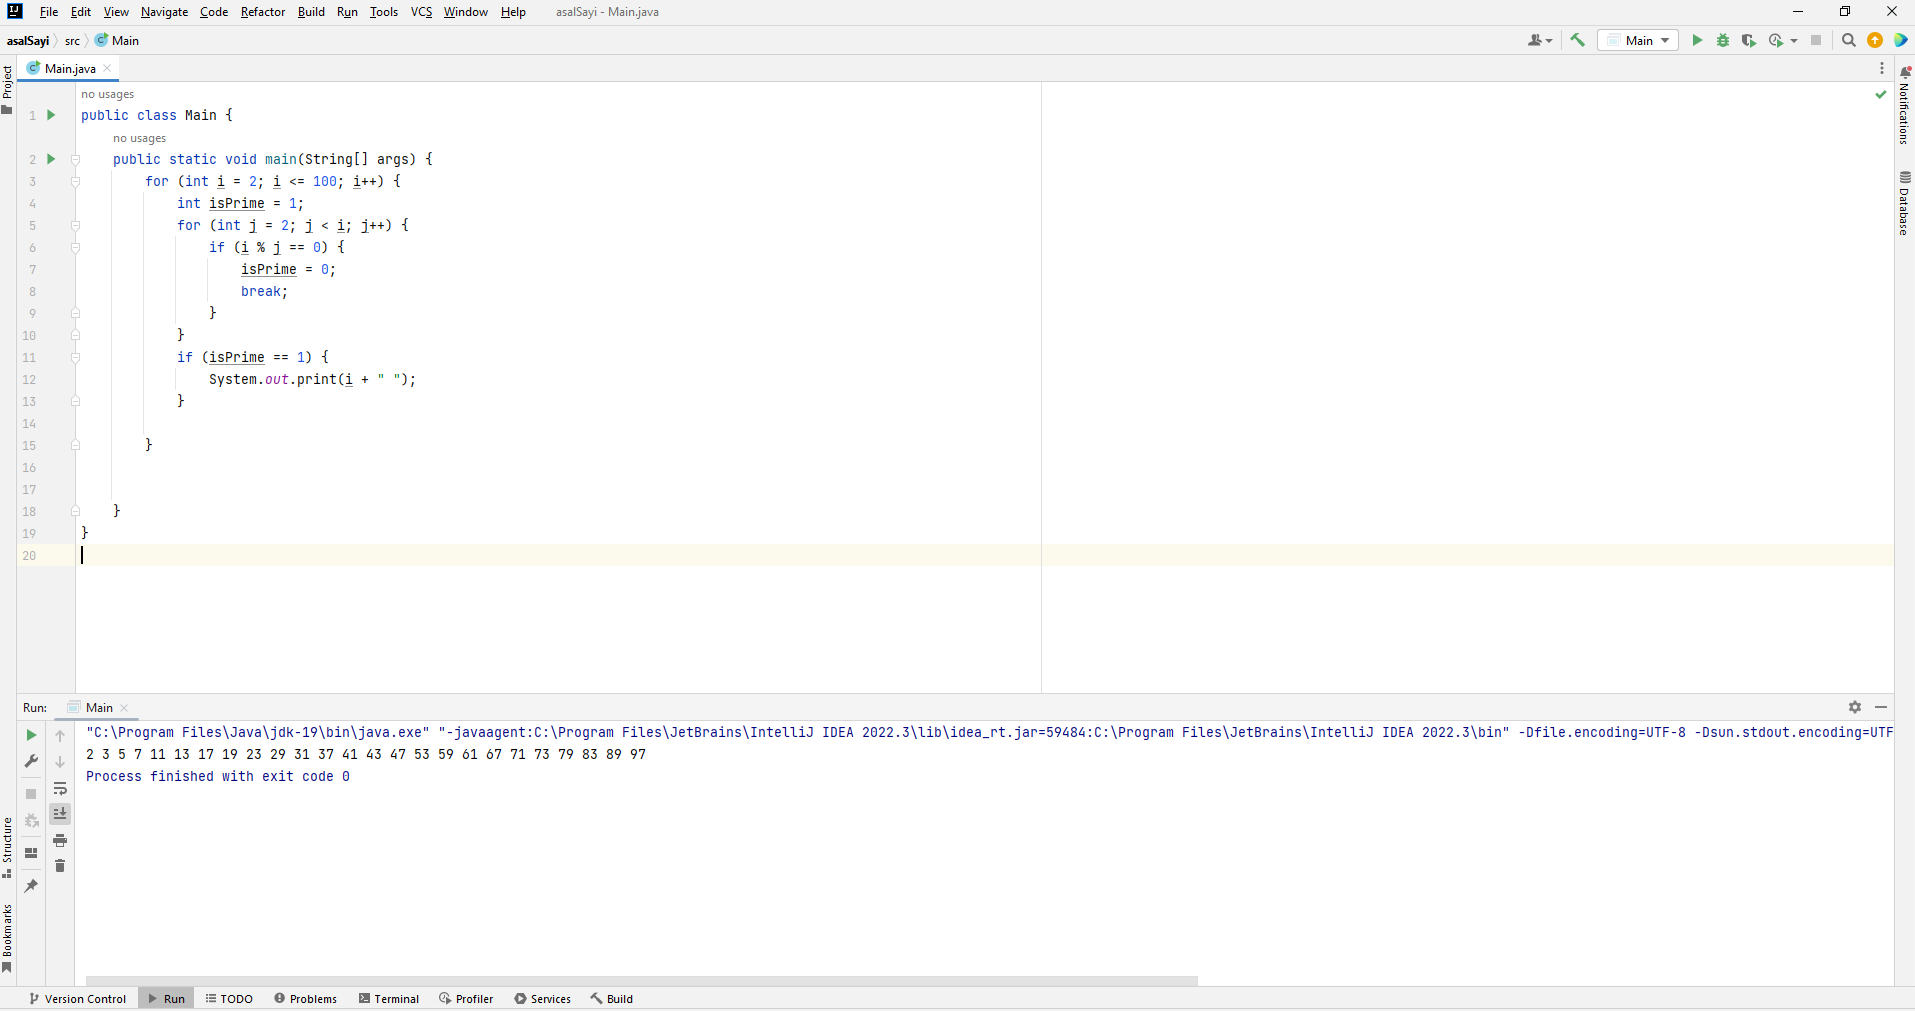 File Edit View Navigate Code Refactor Build Run Tools VCS Window Help asalSayi - Main.java
asalSayi src Main Main
Main.java
Project
Notifications
Database
no usages
1 public class Main {
no usages
2 public static void main(String[] args) {
3 for (int i = 2; i <= 100; i++) {
4 int isPrime = 1;
5 for (int j = 2; j < i; j++) {
6 if (i % j == 0) {
7 isPrime = 0;
8 break;
9 }
10 }
11 if (isPrime == 1) {
12 System.out.print(i + " ");
13 }
14
15 }
16
17
18 }
19 }
20
Run: Main
"C:\Program Files\Java\jdk-19\bin\java.exe" "-javaagent:C:\Program Files\JetBrains\IntelliJ IDEA 2022.3\lib\idea_rt.jar=59484:C:\Program Files\JetBrains\IntelliJ IDEA 2022.3\bin" -Dfile.encoding=UTF-8 -Dsun.stdout.encoding=UTF
2 3 5 7 11 13 17 19 23 29 31 37 41 43 47 53 59 61 67 71 73 79 83 89 97
Process finished with exit code 0
Structure
Bookmarks
Version Control Run TODO Problems Terminal Profiler Services Build